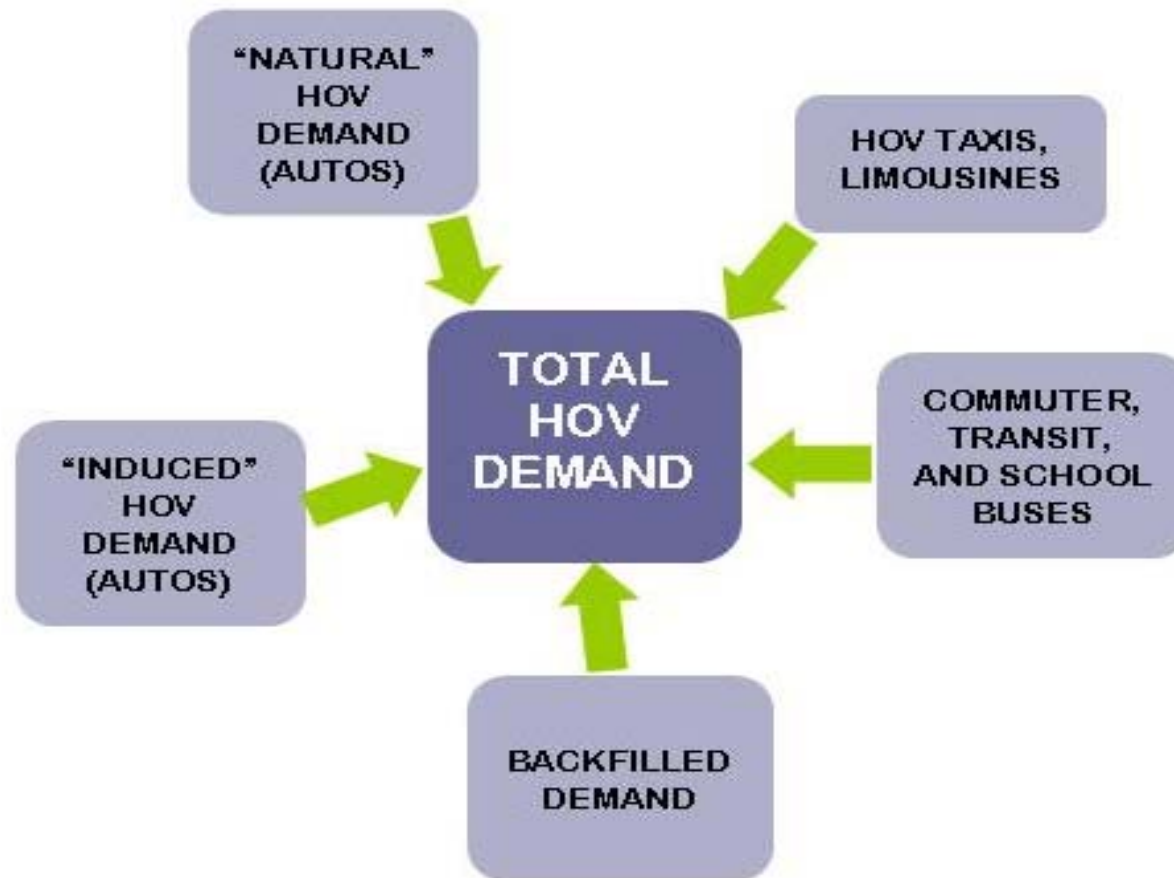 “NATURAL”
HOV
DEMAND
(AUTOS)
HOV TAXIS,
LIMOUSINES
TOTAL
HOV
DEMAND
COMMUTER,
TRANSIT,
AND SCHOOL
BUSES
“INDUCED”
HOV
DEMAND
(AUTOS)
BACKFILLED
DEMAND